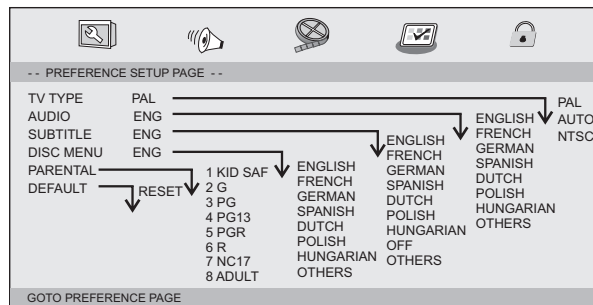 - - PREFERENCE SETUP PAGE - -
TV TYPE PAL
AUDIO ENG
SUBTITLE ENG
DISC MENU ENG
PARENTAL
DEFAULT
RESET
1 KID SAF
2 G
3 PG
4 PG13
5 PGR
6 R
7 NC17
8 ADULT
ENGLISH
FRENCH
GERMAN
SPANISH
DUTCH
POLISH
HUNGARIAN
OTHERS
ENGLISH
FRENCH
GERMAN
SPANISH
DUTCH
POLISH
HUNGARIAN
OFF
OTHERS
ENGLISH
FRENCH
GERMAN
SPANISH
DUTCH
POLISH
HUNGARIAN
OTHERS
PAL
AUTO
NTSC
GOTO PREFERENCE PAGE